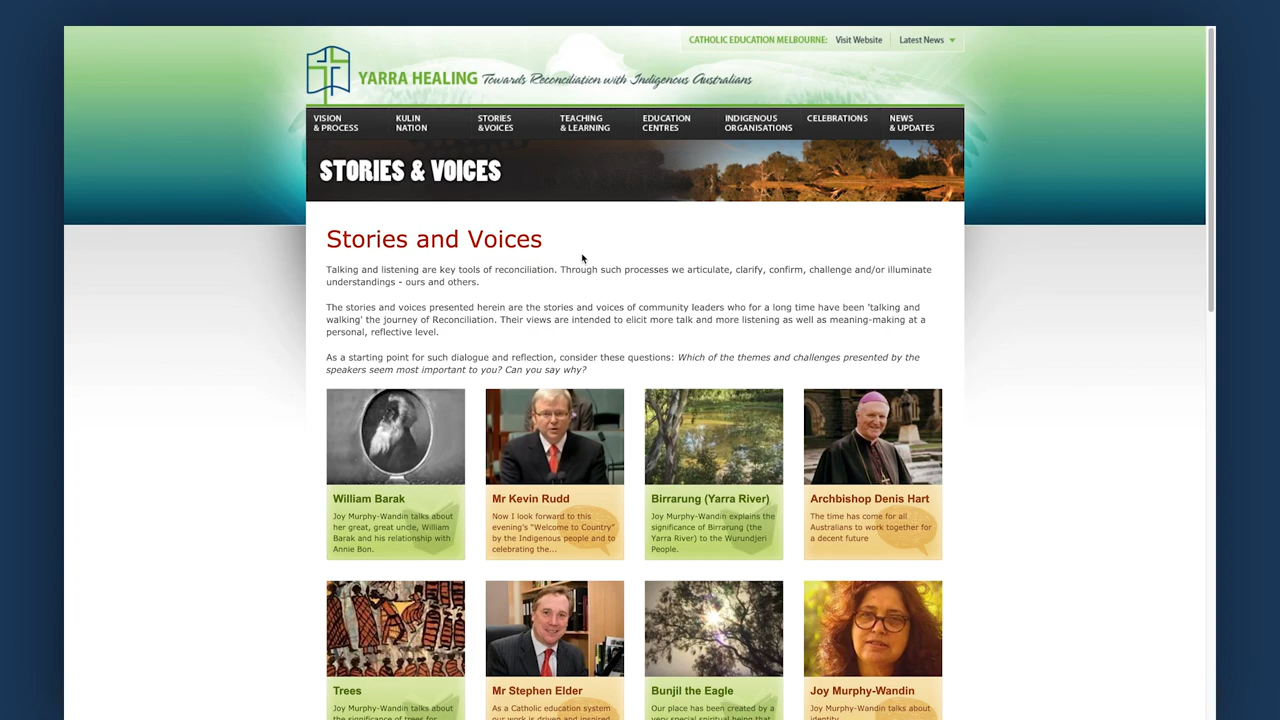 CATHOLIC EDUCATION MELBOURNE: Visit Website Latest News
YARRA HEALING Towards Reconciliation with Indigenous Australians
VISION & PROCESS
KULIN NATION
STORIES &VOICES
TEACHING & LEARNING
EDUCATION CENTRES
INDIGENOUS ORGANISATIONS
CELEBRATIONS
NEWS & UPDATES
STORIES & VOICES
Stories and Voices
Talking and listening are key tools of reconciliation. Through such processes we articulate, clarify, confirm, challenge and/or illuminate
understandings - ours and others.
The stories and voices presented herein are the stories and voices of community leaders who for a long time have been 'talking and
walking' the journey of Reconciliation. Their views are intended to elicit more talk and more listening as well as meaning-making at a
personal, reflective level.
As a starting point for such dialogue and reflection, consider these questions: Which of the themes and challenges presented by the
speakers seem most important to you? Can you say why?
William Barak
Joy Murphy-Wandin talks about
her great, great uncle, William
Barak and his relationship with
Annie Bon.
Mr Kevin Rudd
Now I look forward to this
evening's "Welcome to Country"
by the Indigenous people and to
celebrating the...
Birrarung (Yarra River)
Joy Murphy-Wandin explains the
significance of Birrarung (the
Yarra River) to the Wurundjeri
People.
Archbishop Denis Hart
The time has come for all
Australians to work together for
a decent future
Trees
Joy Murphy-Wandin talks about
the significance of trees for
Mr Stephen Elder
As a Catholic education system
our work is driven and inspired
Bunjil the Eagle
Our place has been created by a
very special spiritual being that
Joy Murphy-Wandin
Joy Murphy-Wandin talks about
identity